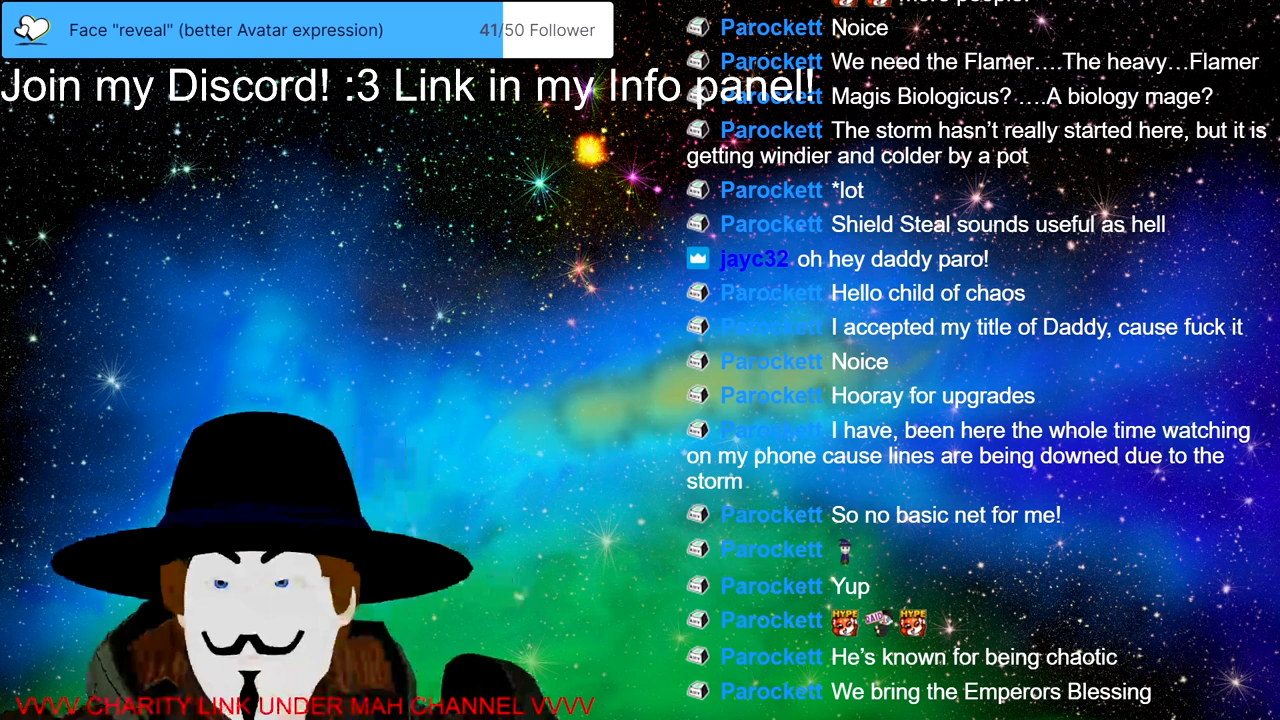 Face "reveal" (better Avatar expression) 41/50 Follower
Join my Discord! :3 Link in my Info panel!
more people!
Parockett Noice
Parockett We need the Flamer….The heavy…Flamer
Parockett Magis Biologicus? ….A biology mage?
Parockett The storm hasn't really started here, but it is
getting windier and colder by a pot
Parockett *lot
Parockett Shield Steal sounds useful as hell
jayc32 oh hey daddy paro!
Parockett Hello child of chaos
Parockett I accepted my title of Daddy, cause fuck it
Parockett Noice
Parockett Hooray for upgrades
Parockett I have, been here the whole time watching
on my phone cause lines are being downed due to the
storm
Parockett So no basic net for me!
Parockett
Parockett Yup
Parockett HYPE RAID HYPE
Parockett He's known for being chaotic
Parockett We bring the Emperors Blessing
VVVV CHARITY LINK UNDER MAH CHANNEL VVVV